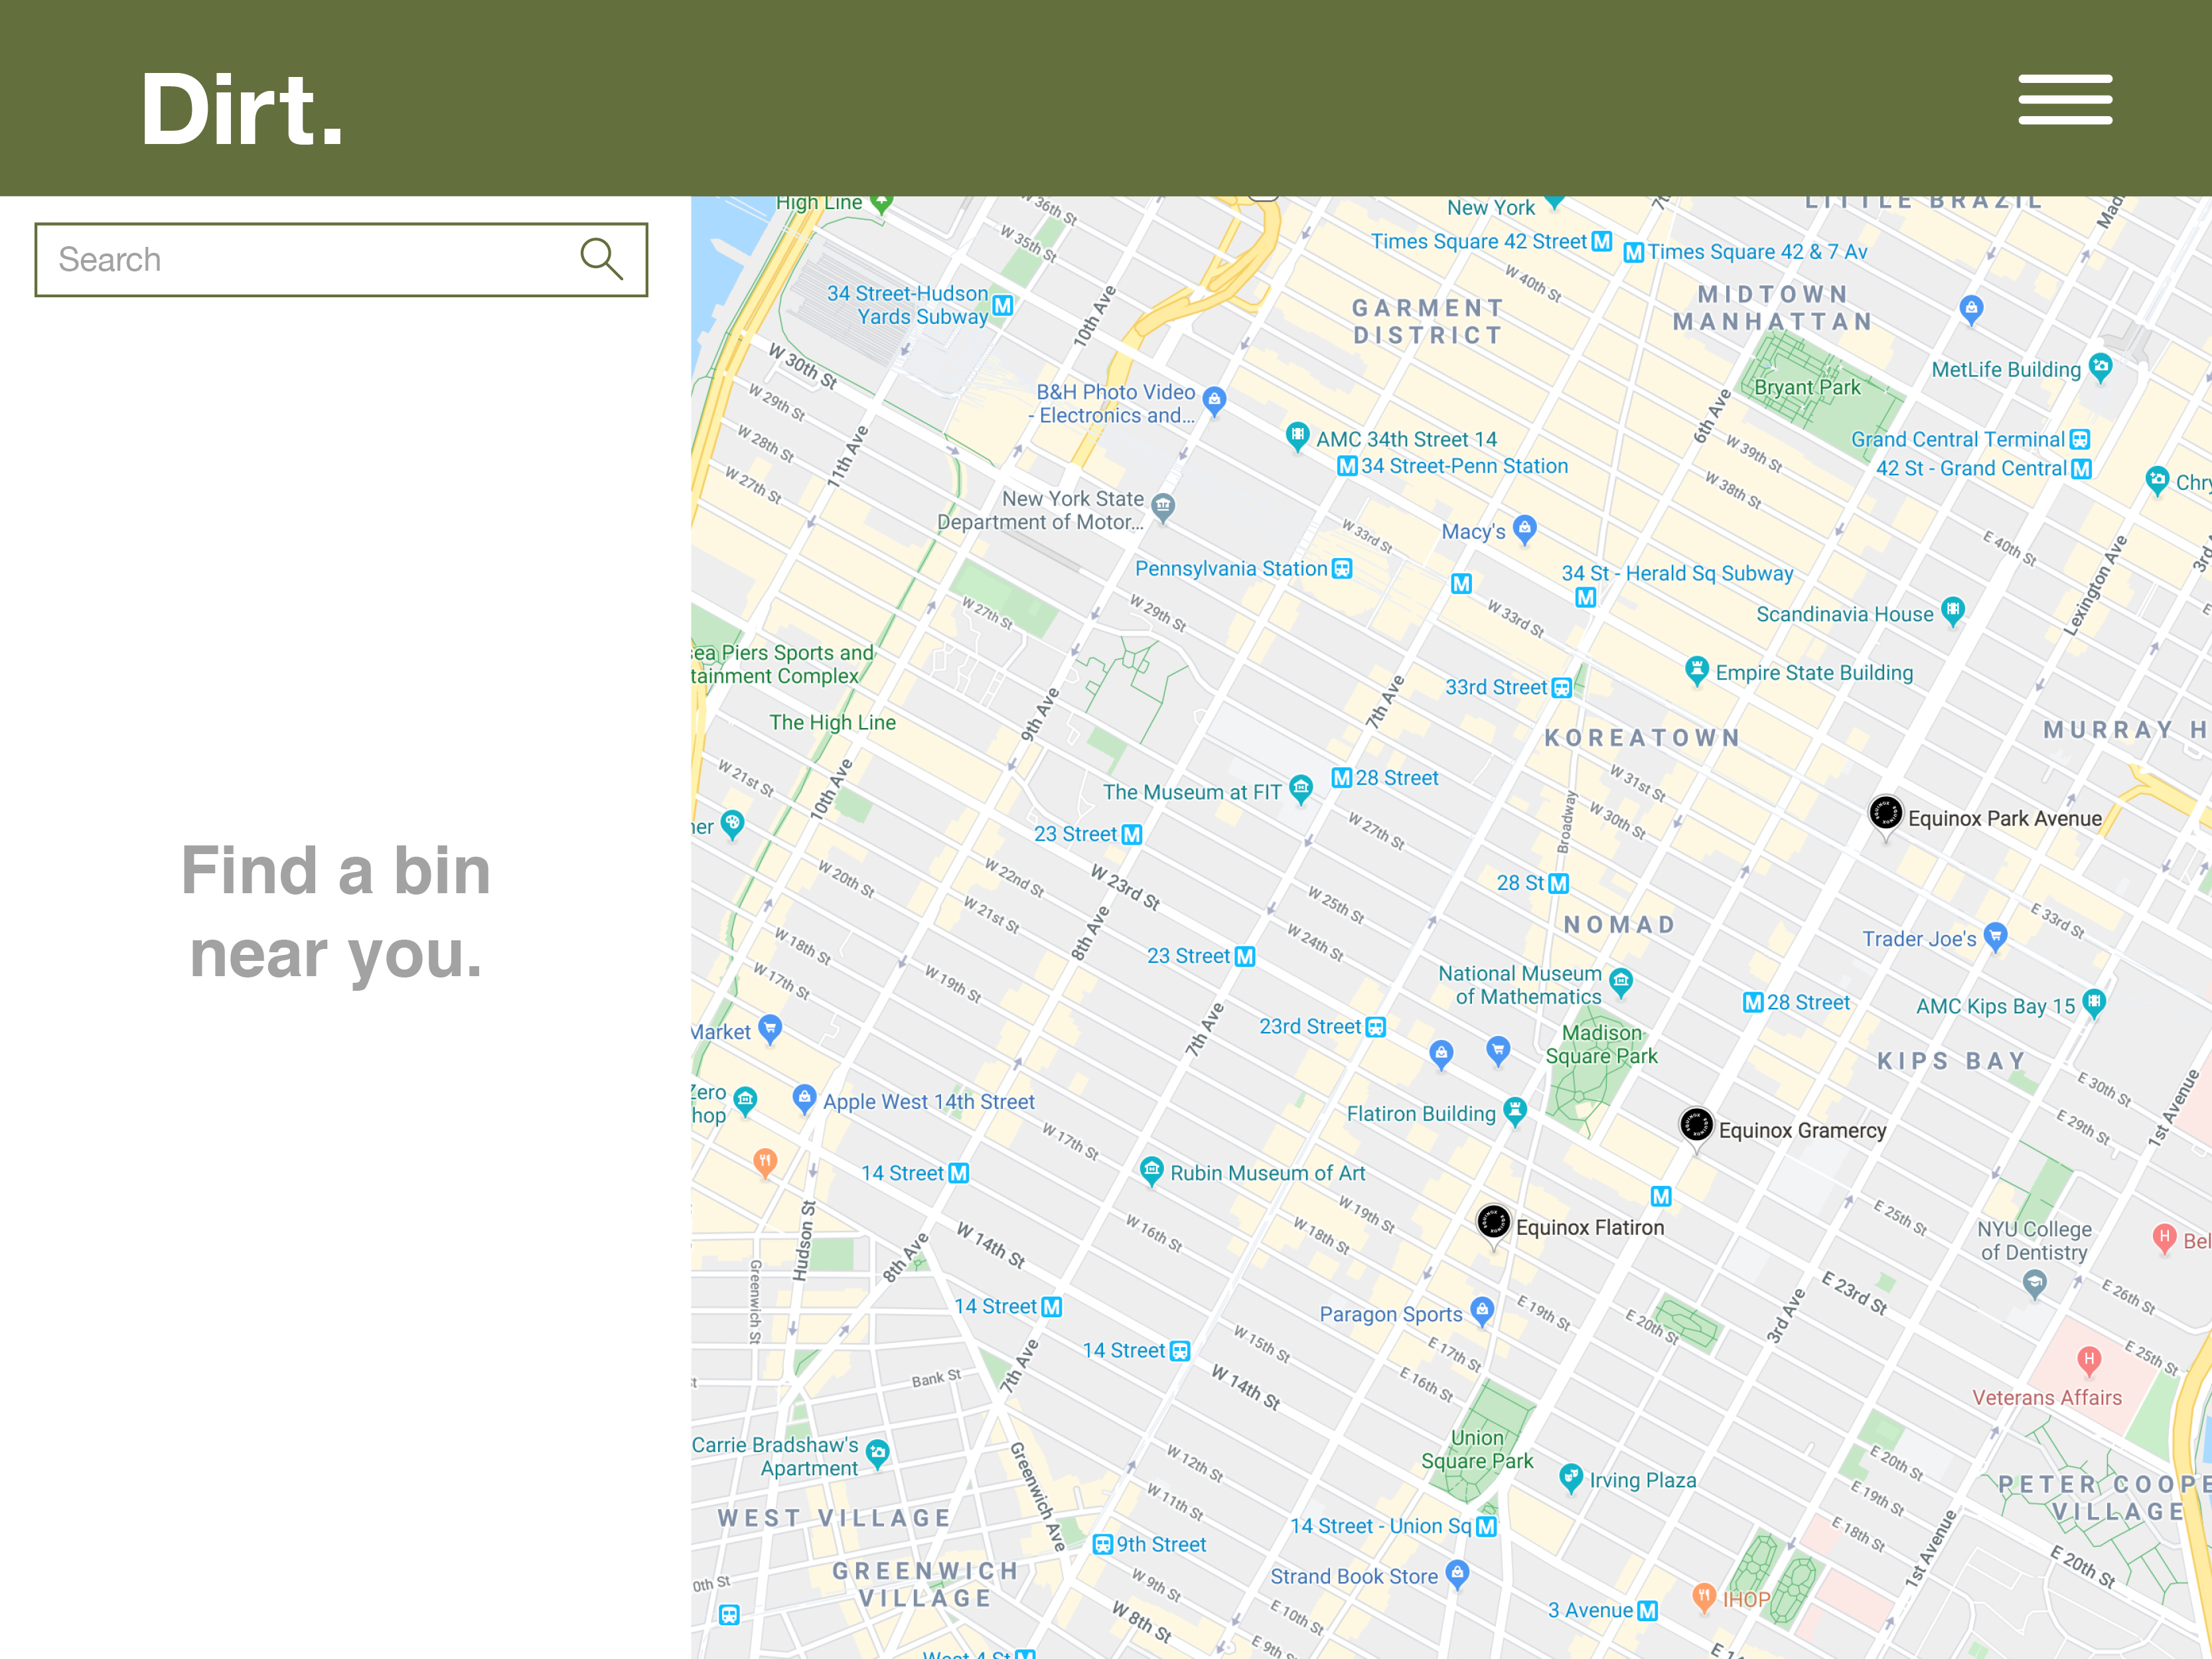 Dirt.
Search
Find a bin
near you.
High Line
W 36th St
W 35th St
New York
Times Square 42 Street M
M Times Square 42 & 7 Av
LITTLE BRAZIL
34 Street-Hudson
Yards Subway M
10th Ave
W 40th St
GARMENT
DISTRICT
MIDTOWN
MANHATTAN
W 30th St
W 29th St
W 28th St
W 27th St
11th Ave
B&H Photo Video
- Electronics and...
AMC 34th Street 14
M 34 Street-Penn Station
6th Ave
Bryant Park
MetLife Building
Grand Central Terminal
42 St - Grand Central M
W 39th St
W 38th St
New York State
Department of Motor...
W 33rd St
Macy's
E 40th St
Lexington Ave
Pennsylvania Station
M
34 St - Herald Sq Subway
M
W 27th St
W 29th St
W 33rd St
Scandinavia House
Piers Sports and
Complex
The High Line
9th Ave
7th Ave
33rd Street
Empire State Building
KOREATOWN
MURRAY
W 21st St
10th Ave
The Museum at FIT
M 28 Street
W 31st St
W 30th St
Broadway
Equinox Park Avenue
23 Street M
W 27th St
W 20th St
W 22nd St
W 21st St
W 23rd St
8th Ave
W 25th St
W 24th St
28 St M
NOMAD
E 33rd St
Trader Joe's
W 18th St
W 17th St
W 19th St
23 Street M
National Museum
of Mathematics
M 28 Street
AMC Kips Bay 15
Market
7th Ave
23rd Street
Madison
Square Park
KIPS BAY
E 30th St
E 29th St
1st Avenue
Apple West 14th Street
W 17th St
Flatiron Building
Equinox Gramercy
14 Street M
Rubin Museum of Art
M
Hudson St
8th Ave
W 14th St
W 16th St
W 19th St
W 18th St
Equinox Flatiron
E 25th St
NYU College
of Dentistry
H
Greenwich St
14 Street M
Paragon Sports
E 19th St
E 20th St
3rd Ave
E 23rd St
E 26th St
14 Street
W 15th St
E 17th St
E 16th St
E 25th St
H
Veterans Affairs
Bank St
7th Ave
W 14th St
Carrie Bradshaw's
Apartment
Greenwich Ave
W 12th St
W 11th St
Union
Square Park
Irving Plaza
E 20th St
E 19th St
E 18th St
PETER
VILLAGE
WEST VILLAGE
14 Street - Union Sq M
1st Avenue
E 20th St
9th Street
GREENWICH
VILLAGE
W 9th St
W 8th St
Strand Book Store
E 10th St
E 9th St
3 Avenue M
IHOP
West 4 St M